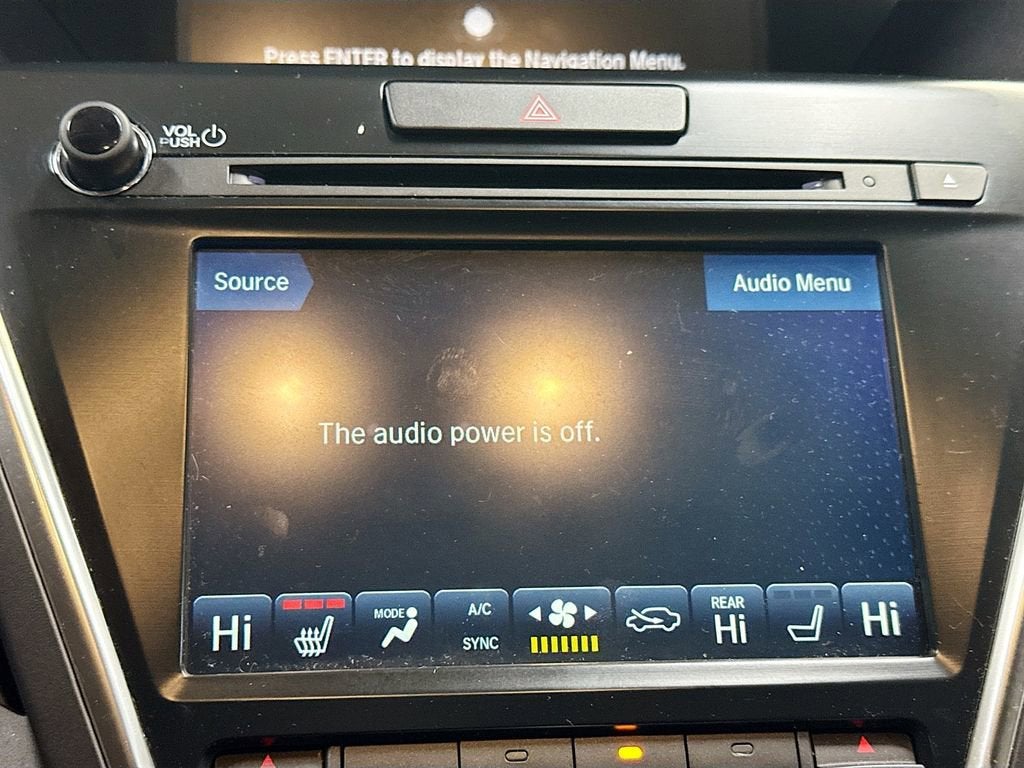 Press ENTER to display the Navigation Menu.
VOL
PUSH
Source
Audio Menu
The audio power is off.
Hi
MODE
A/C
SYNC
REAR
Hi
Hi